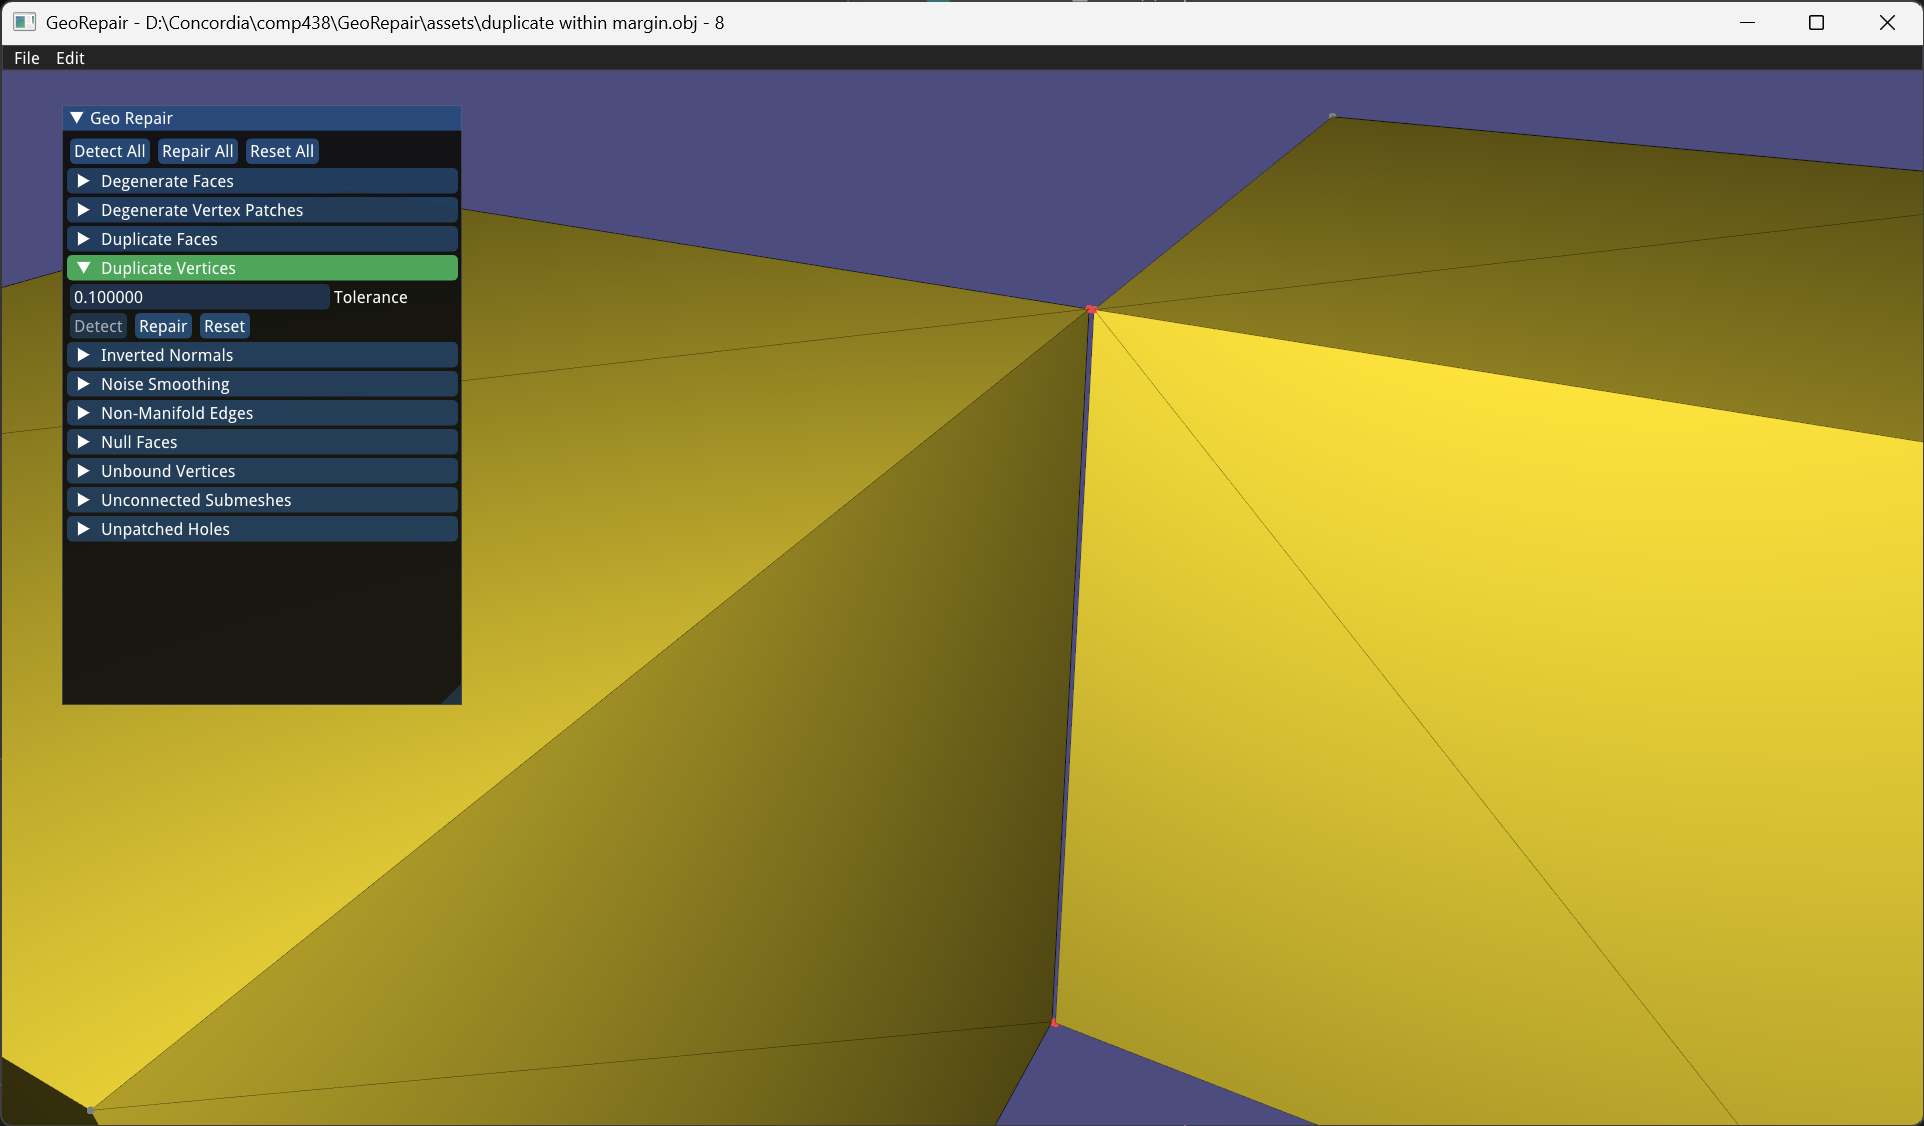 GeoRepair - D:\Concordia\comp438\GeoRepair\assets\duplicate within margin.obj - 8
File Edit
Geo Repair
Detect All Repair All Reset All
Degenerate Faces
Degenerate Vertex Patches
Duplicate Faces
Duplicate Vertices
0.100000 Tolerance
Detect Repair Reset
Inverted Normals
Noise Smoothing
Non-Manifold Edges
Null Faces
Unbound Vertices
Unconnected Submeshes
Unpatched Holes